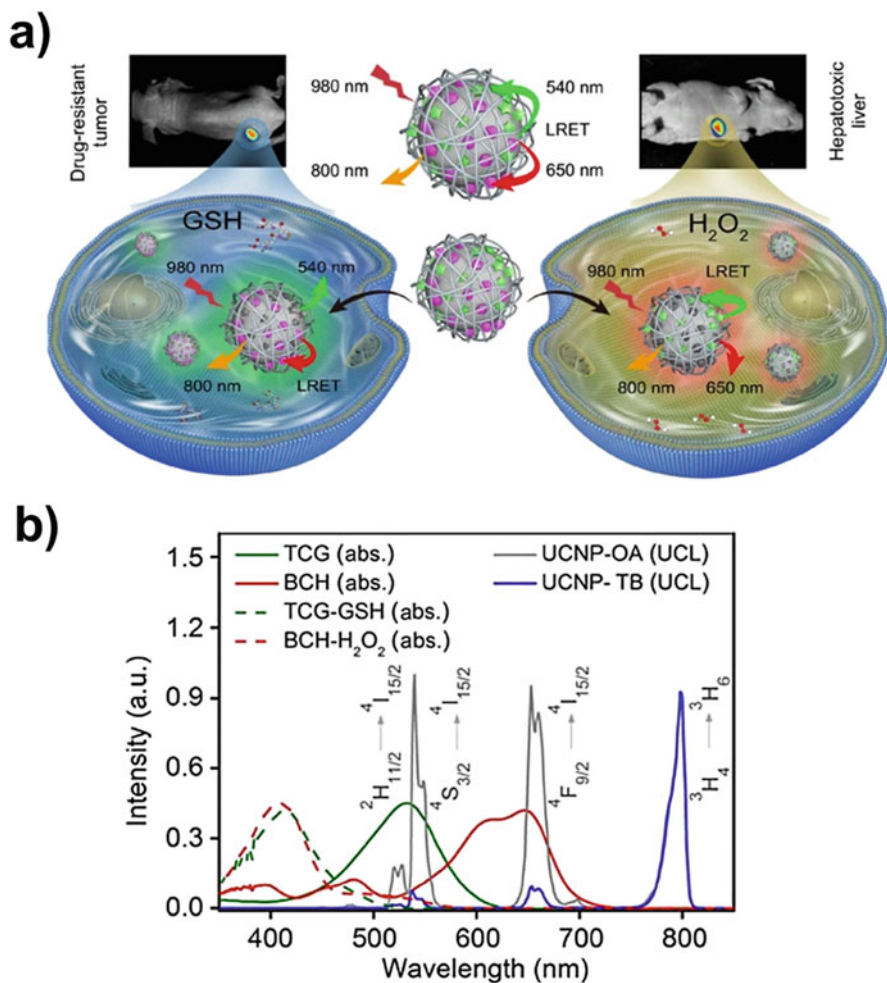 a)
Drug-resistant
tumor
980 nm
540 nm
LRET
800 nm
650 nm
Hepatotoxic
liver
GSH
980 nm
540 nm
800 nm
LRET
H₂O₂
980 nm
LRET
800 nm
650 nm
b)
TCG (abs.)
BCH (abs.)
TCG-GSH (abs.)
BCH-H₂O₂ (abs.)
UCNP-OA (UCL)
UCNP- TB (UCL)
²H₁₁/₂ → ⁴I₁₅/₂
⁴S₃/₂ → ⁴I₁₅/₂
⁴F₉/₂ → ⁴I₁₅/₂
³H₄ → ³H₆
Intensity (a.u.)
1.5
1.2
0.9
0.6
0.3
0.0
400 500 600 700 800
Wavelength (nm)